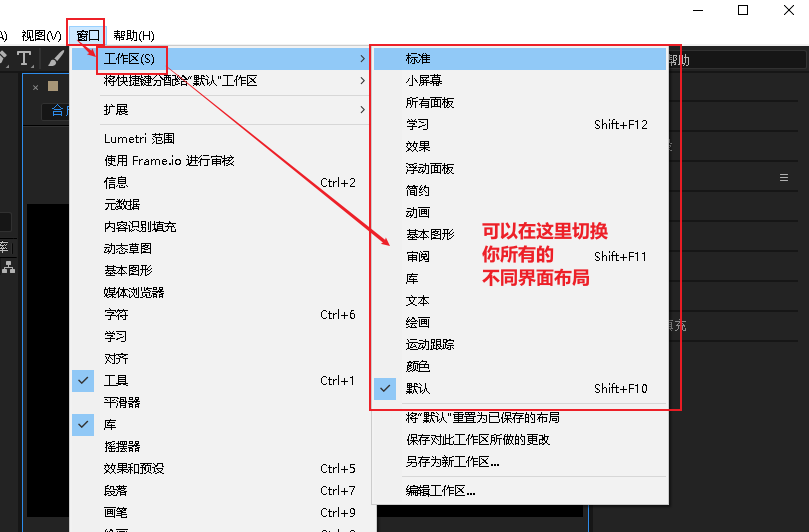 A)
视图(V)
窗口
帮助(H)
T
工作区(S)
将快捷键分配给“默认”工作区
扩展
Lumetri 范围
使用 Frame.io 进行审核
信息 Ctrl+2
元数据
内容识别填充
动态草图
基本图形
媒体浏览器
字符 Ctrl+6
学习
对齐
工具 Ctrl+1
平滑器
库
摇摆器
效果和预设 Ctrl+5
段落 Ctrl+7
画笔 Ctrl+9
标准
小屏幕
所有面板
学习 Shift+F12
效果
浮动面板
简约
动画
基本图形
审阅 Shift+F11
库
文本
绘画
运动跟踪
颜色
默认 Shift+F10
将“默认”重置为已保存的布局
保存对此工作区所做的更改
另存为新工作区...
编辑工作区...
可以在这里切换
你所有的
不同界面布局
帮助
填充
率